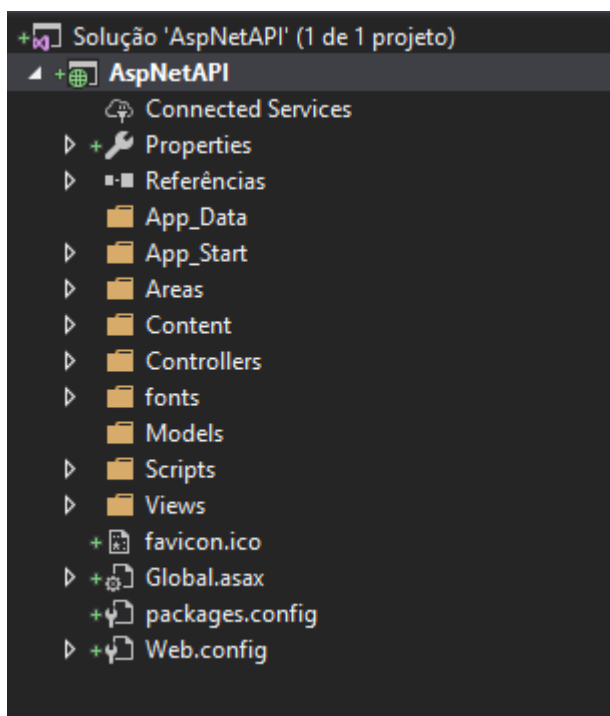 Solução 'AspNetAPI' (1 de 1 projeto)
AspNetAPI
Connected Services
Properties
Referências
App_Data
App_Start
Areas
Content
Controllers
fonts
Models
Scripts
Views
favicon.ico
Global.asax
packages.config
Web.config